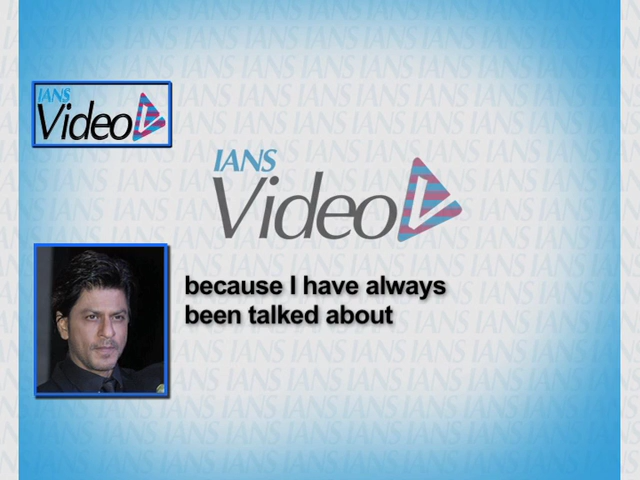 IANS
Video
IANS
Video
because I have always
been talked about